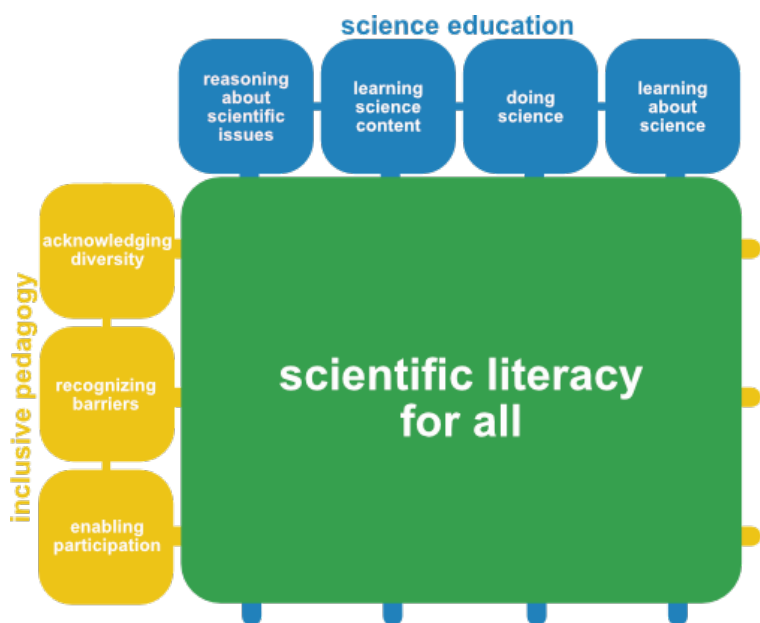 science education
reasoning
about
scientific
issues
learning
science
content
doing
science
learning
about
science
inclusive pedagogy
acknowledging
diversity
recognizing
barriers
enabling
participation
scientific literacy
for all